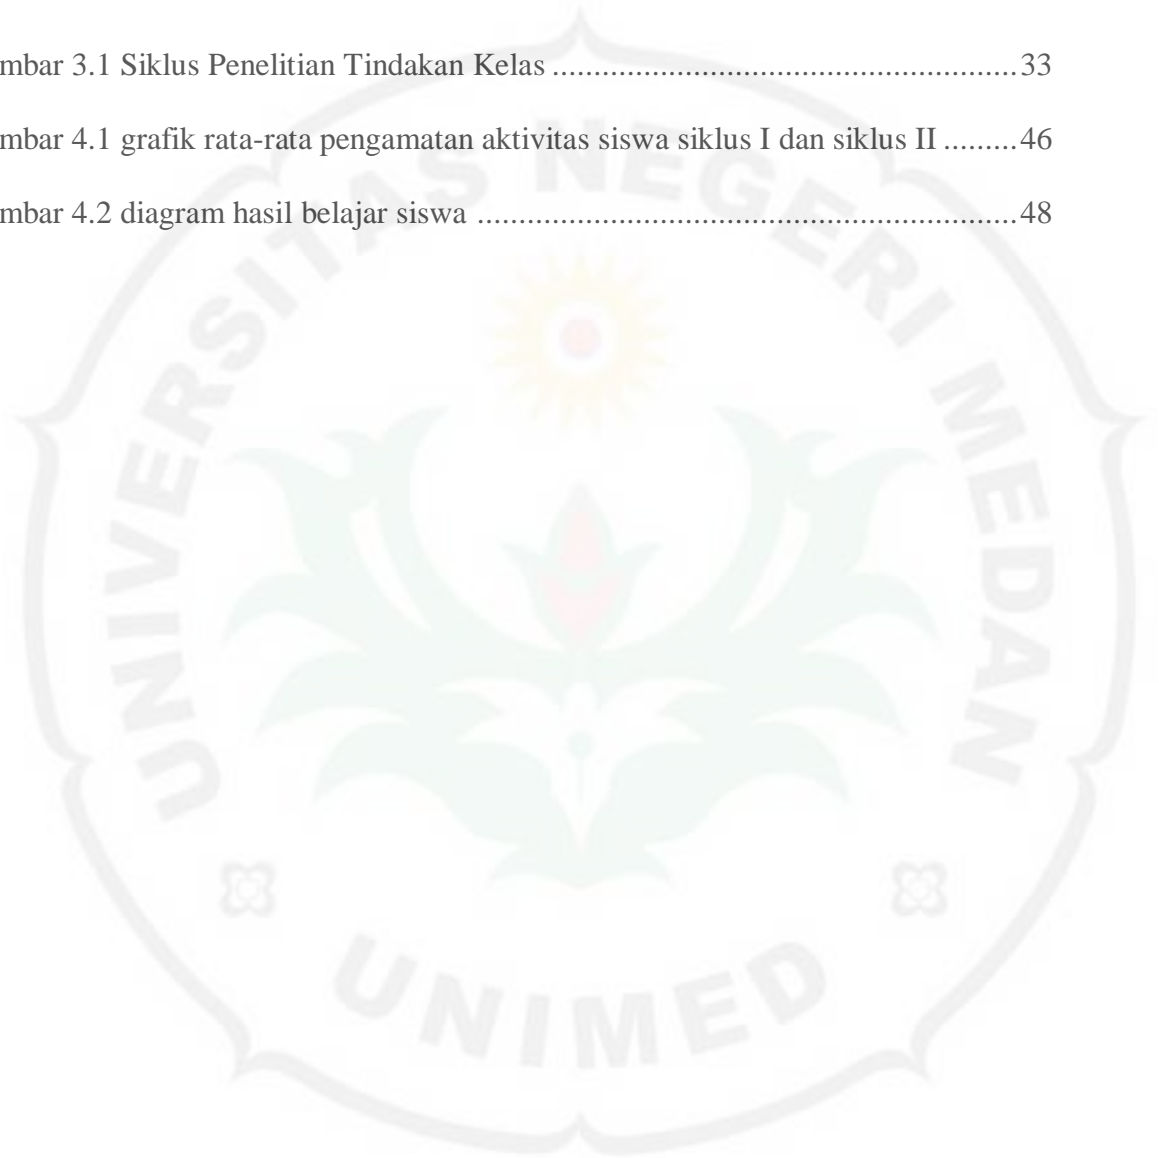 mbar 3.1 Siklus Penelitian Tindakan Kelas ........................................................ 33
mbar 4.1 grafik rata-rata pengamatan aktivitas siswa siklus I dan siklus II ......... 46
mbar 4.2 diagram hasil belajar siswa ................................................................. 48
UNIVERSITAS NEGERI MEDAN
UNIMED